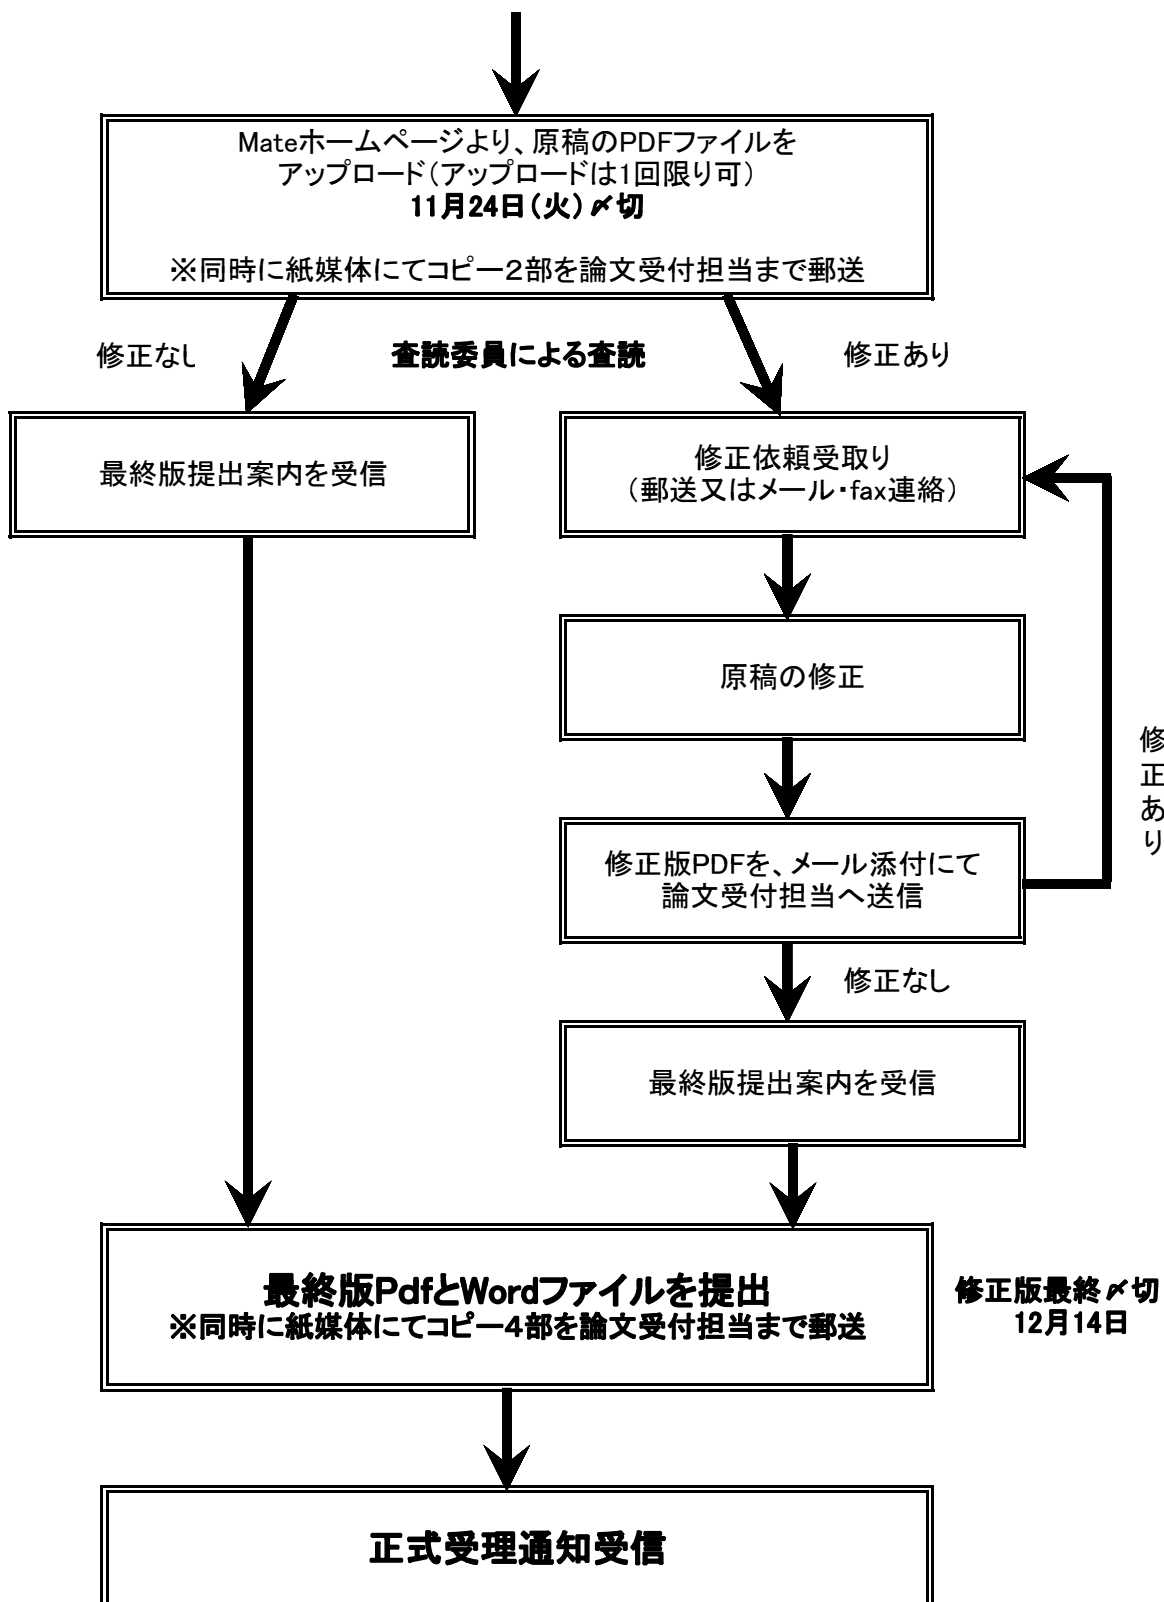 Mateホームページより、原稿のPDFファイルを
アップロード（アップロードは1回限り可）
11月24日（火）〆切
※同時に紙媒体にてコピー2部を論文受付担当まで郵送
修正なし
査読委員による査読
修正あり
最終版提出案内を受信
修正依頼受取り
（郵送又はメール・fax連絡）
原稿の修正
修正あり
修正版PDFを、メール添付にて
論文受付担当へ送信
修正なし
最終版提出案内を受信
最終版PdfとWordファイルを提出
※同時に紙媒体にてコピー4部を論文受付担当まで郵送
修正版最終〆切
12月14日
正式受理通知受信